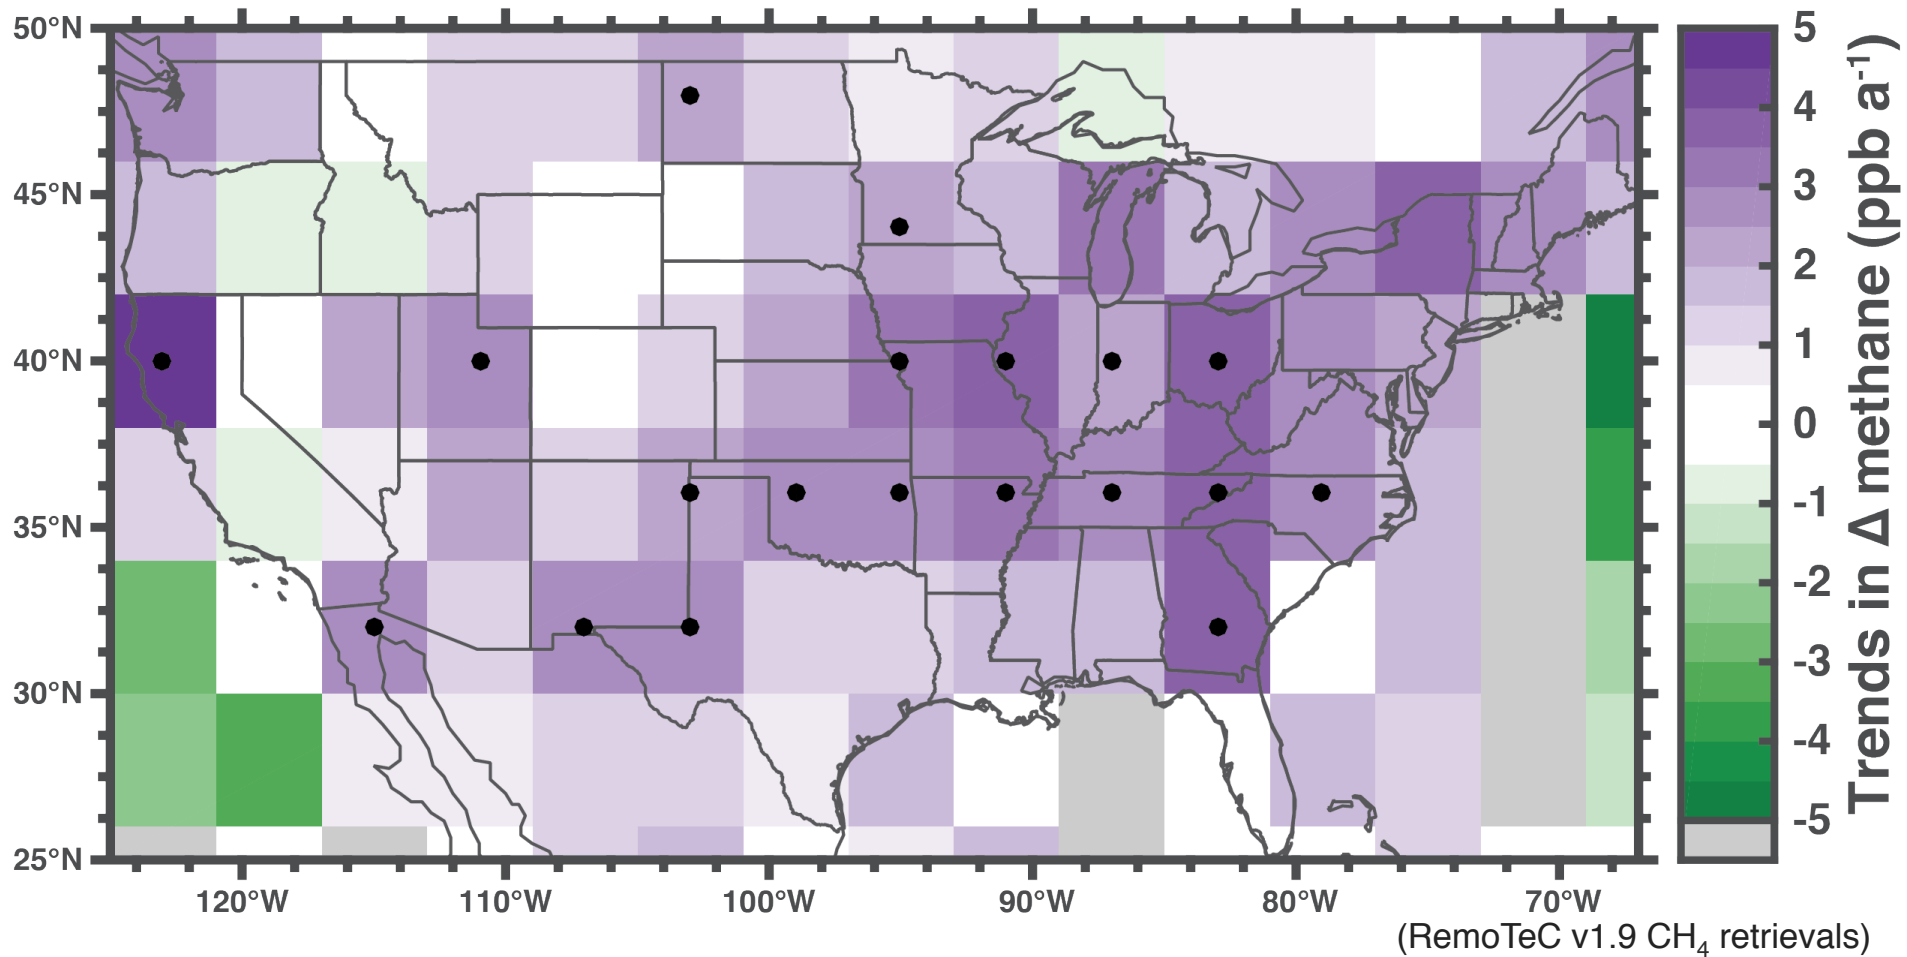 50°N
45°N
40°N
35°N
30°N
25°N
120°W
110°W
100°W
90°W
80°W
70°W
5
4
3
2
1
0
-1
-2
-3
-4
-5
Trends in Δ methane (ppb a⁻¹)
(RemoTeC v1.9 CH₄ retrievals)